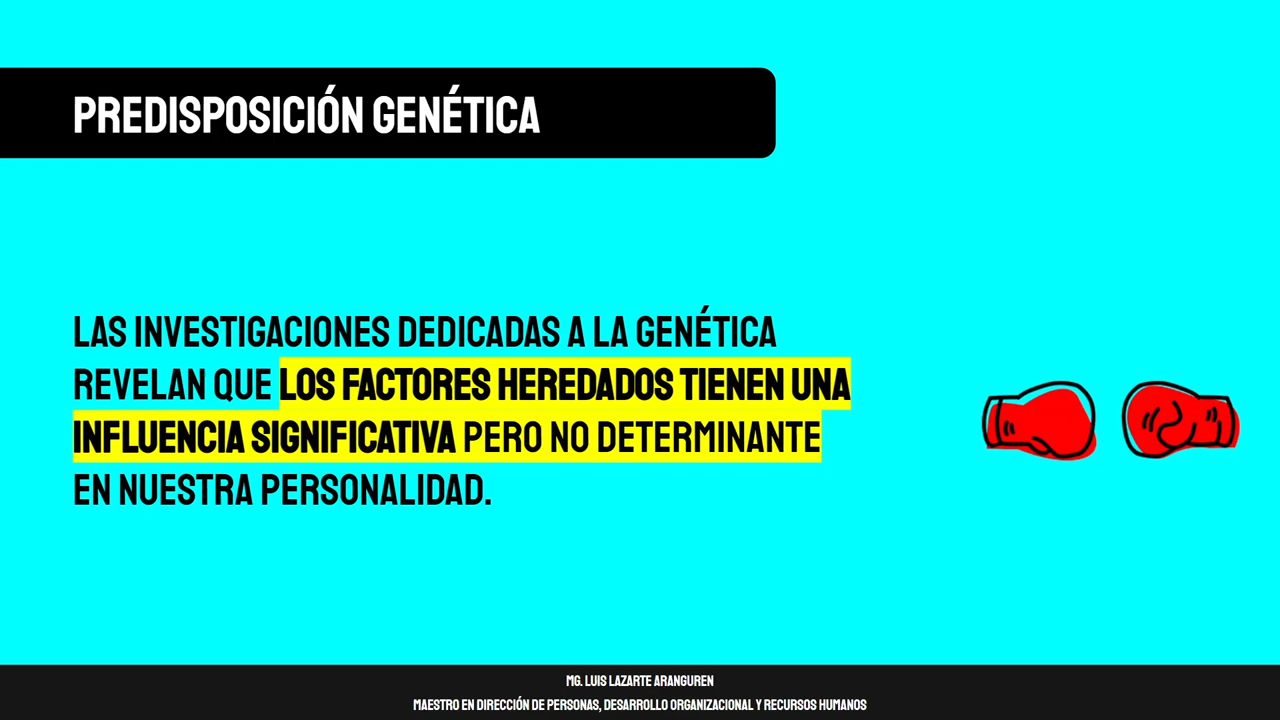 PREDISPOSICIÓN GENÉTICA
LAS INVESTIGACIONES DEDICADAS A LA GENÉTICA
REVELAN QUE LOS FACTORES HEREDADOS TIENEN UNA
INFLUENCIA SIGNIFICATIVA PERO NO DETERMINANTE
EN NUESTRA PERSONALIDAD.
MG. LUIS LAZARTE ARANGUREN
MAESTRO EN DIRECCIÓN DE PERSONAS, DESARROLLO ORGANIZACIONAL Y RECURSOS HUMANOS